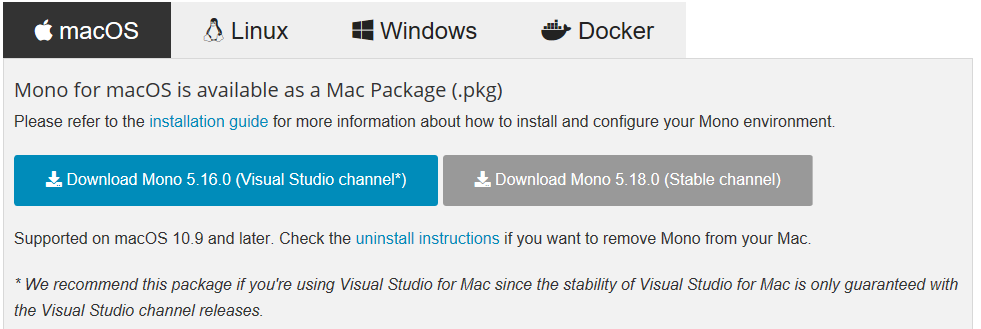 macOS Linux Windows Docker
Mono for macOS is available as a Mac Package (.pkg)
Please refer to the installation guide for more information about how to install and configure your Mono environment.
Download Mono 5.16.0 (Visual Studio channel*) Download Mono 5.18.0 (Stable channel)
Supported on macOS 10.9 and later. Check the uninstall instructions if you want to remove Mono from your Mac.
* We recommend this package if you're using Visual Studio for Mac since the stability of Visual Studio for Mac is only guaranteed with
the Visual Studio channel releases.